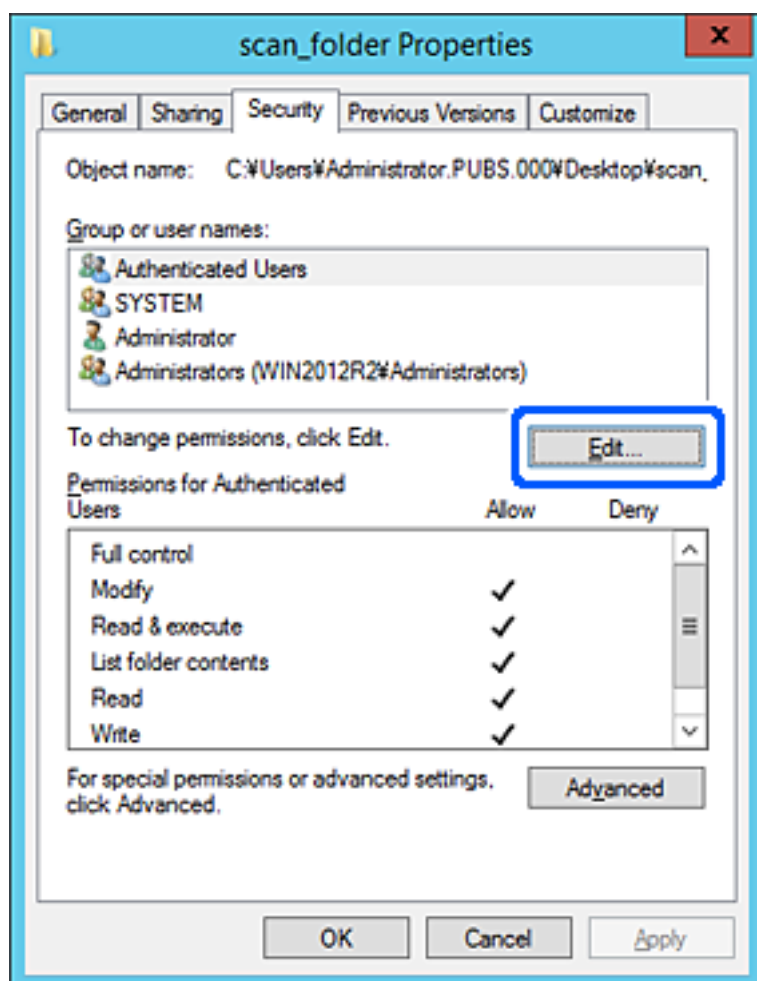 scan_folder Properties
x
General Sharing Security Previous Versions Customize
Object name: C:¥Users¥Administrator.PUBS.000¥Desktop¥scan_
Group or user names:
Authenticated Users
SYSTEM
Administrator
Administrators (WIN2012R2¥Administrators)
To change permissions, click Edit.
Edit...
Permissions for Authenticated
Users Allow Deny
Full control
Modify
Read & execute
List folder contents
Read
Write
For special permissions or advanced settings,
click Advanced.
Advanced
OK Cancel Apply